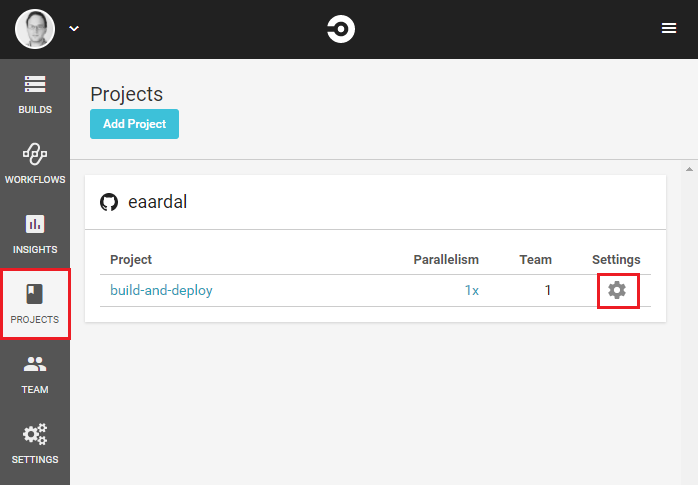 BUILDS
WORKFLOWS
INSIGHTS
PROJECTS
TEAM
SETTINGS
Projects
Add Project
eaardal
Project Parallelism Team Settings
build-and-deploy 1x 1